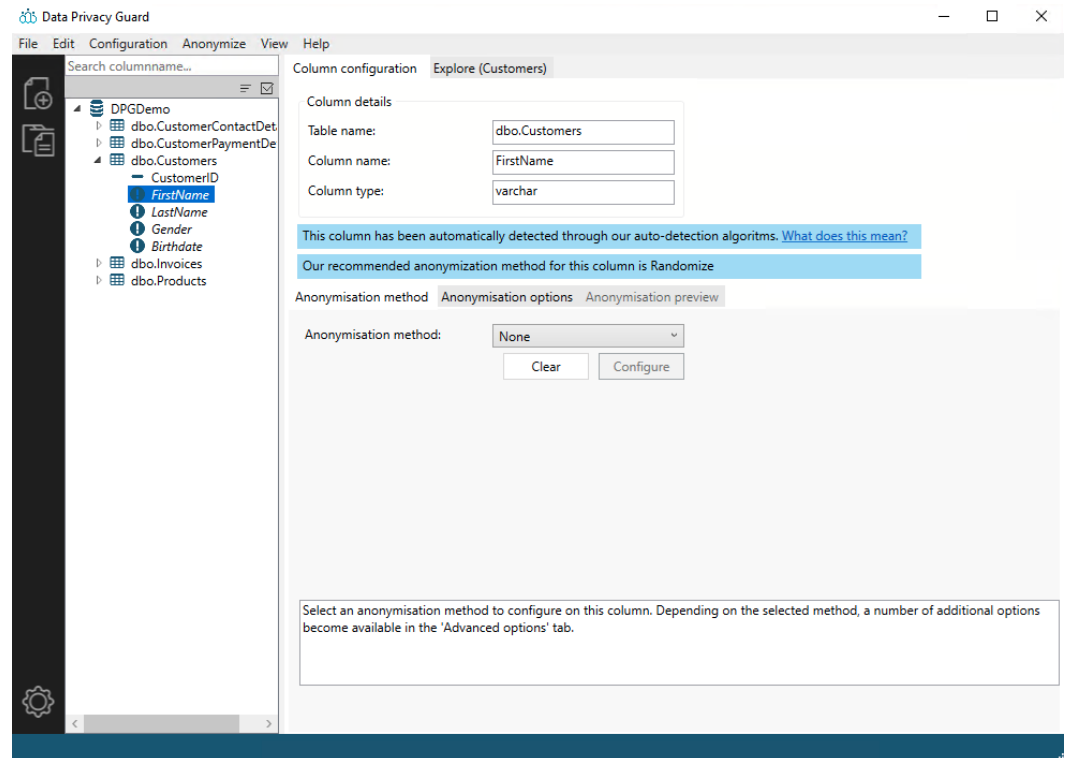 Data Privacy Guard
File Edit Configuration Anonymize View Help
Search columnname...
DPGDemo
dbo.CustomerContactDet
dbo.CustomerPaymentDe
dbo.Customers
CustomerID
FirstName
LastName
Gender
Birthdate
dbo.Invoices
dbo.Products
Column configuration Explore (Customers)
Column details
Table name: dbo.Customers
Column name: FirstName
Column type: varchar
This column has been automatically detected through our auto-detection algoritms. What does this mean?
Our recommended anonymization method for this column is Randomize
Anonymisation method Anonymisation options Anonymisation preview
Anonymisation method: None
Clear Configure
Select an anonymisation method to configure on this column. Depending on the selected method, a number of additional options
become available in the 'Advanced options' tab.